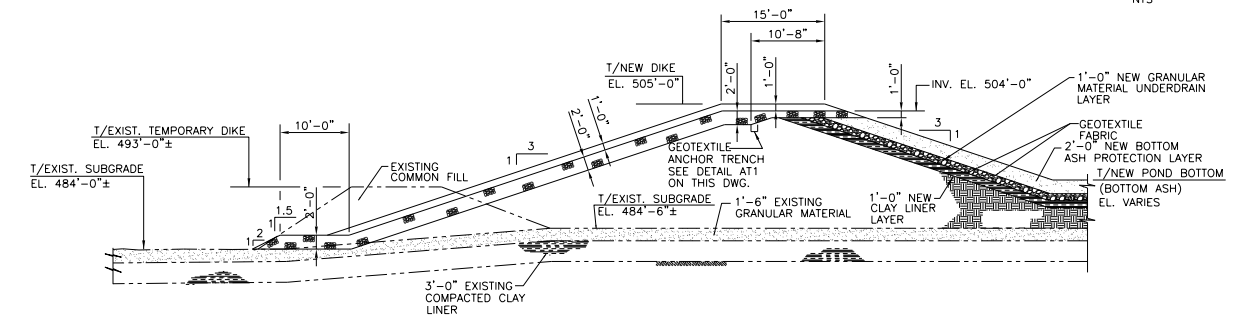 NTS
15'-0"
10'-8"
T/NEW DIKE
EL. 505'-0"
2'-0"
1'-0"
1'-0"
INV. EL. 504'-0"
1'-0" NEW GRANULAR
MATERIAL UNDERDRAIN
LAYER
3
1
GEOTEXTILE
FABRIC
2'-0" NEW BOTTOM
ASH PROTECTION LAYER
T/NEW POND BOTTOM
(BOTTOM ASH)
EL. VARIES
T/EXIST. TEMPORARY DIKE
EL. 493'-0"±
10'-0"
2'-0"
1'-0"
3
1
GEOTEXTILE
ANCHOR TRENCH
SEE DETAIL AT1
ON THIS DWG.
EXISTING
COMMON FILL
T/EXIST. SUBGRADE
EL. 484'-0"±
2'-0"
1.5
1
2
1
T/EXIST. SUBGRADE
EL. 484'-6"±
1'-6" EXISTING
GRANULAR MATERIAL
1'-0" NEW
CLAY LINER
LAYER
3'-0" EXISTING
COMPACTED CLAY
LINER